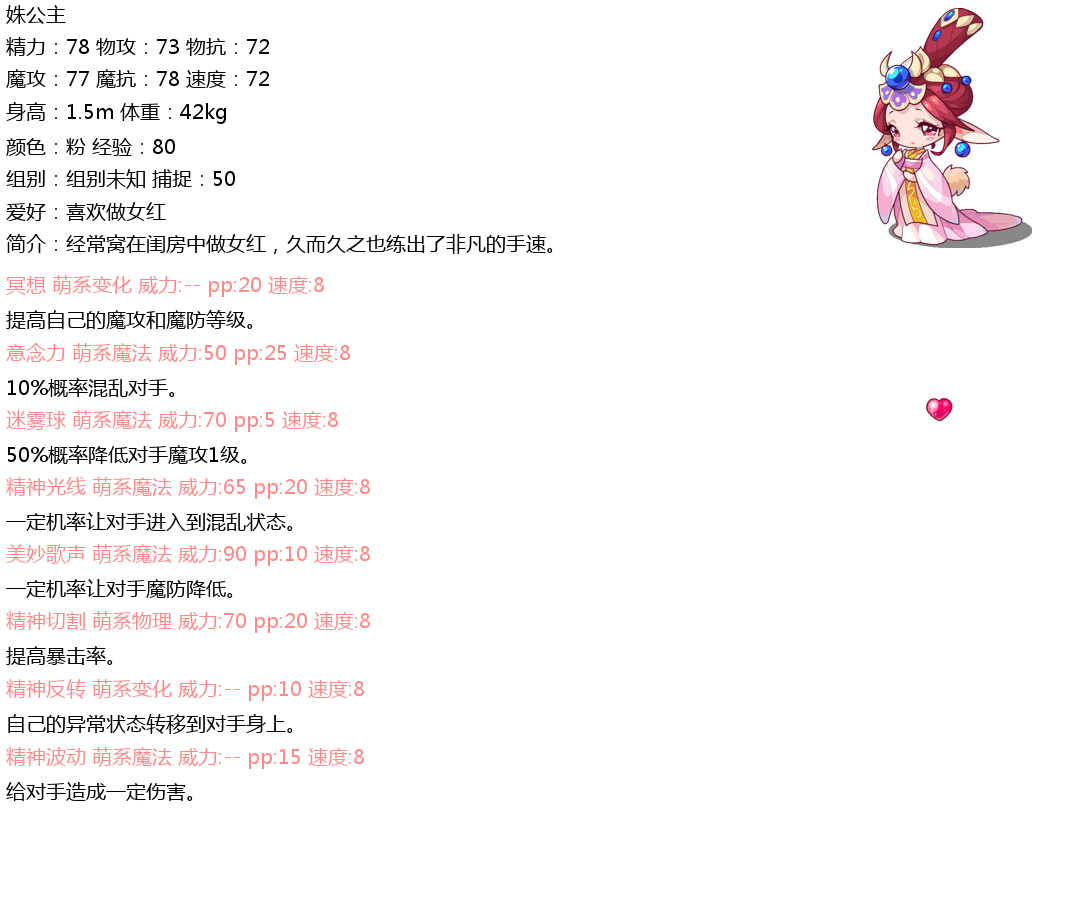 姝公主
精力：78 物攻：73 物抗：72
魔攻：77 魔抗：78 速度：72
身高：1.5m 体重：42kg
颜色：粉 经验：80
组别：组别未知 捕捉：50
爱好：喜欢做女红
简介：经常窝在闺房中做女红，久而久之也练出了非凡的手速。
冥想 萌系变化 威力:-- pp:20 速度:8
提高自己的魔攻和魔防等级。
意念力 萌系魔法 威力:50 pp:25 速度:8
10%概率混乱对手。
迷雾球 萌系魔法 威力:70 pp:5 速度:8
50%概率降低对手魔攻1级。
精神光线 萌系魔法 威力:65 pp:20 速度:8
一定机率让对手进入到混乱状态。
美妙歌声 萌系魔法 威力:90 pp:10 速度:8
一定机率让对手魔防降低。
精神切割 萌系物理 威力:70 pp:20 速度:8
提高暴击率。
精神反转 萌系变化 威力:-- pp:10 速度:8
自己的异常状态转移到对手身上。
精神波动 萌系魔法 威力:-- pp:15 速度:8
给对手造成一定伤害。